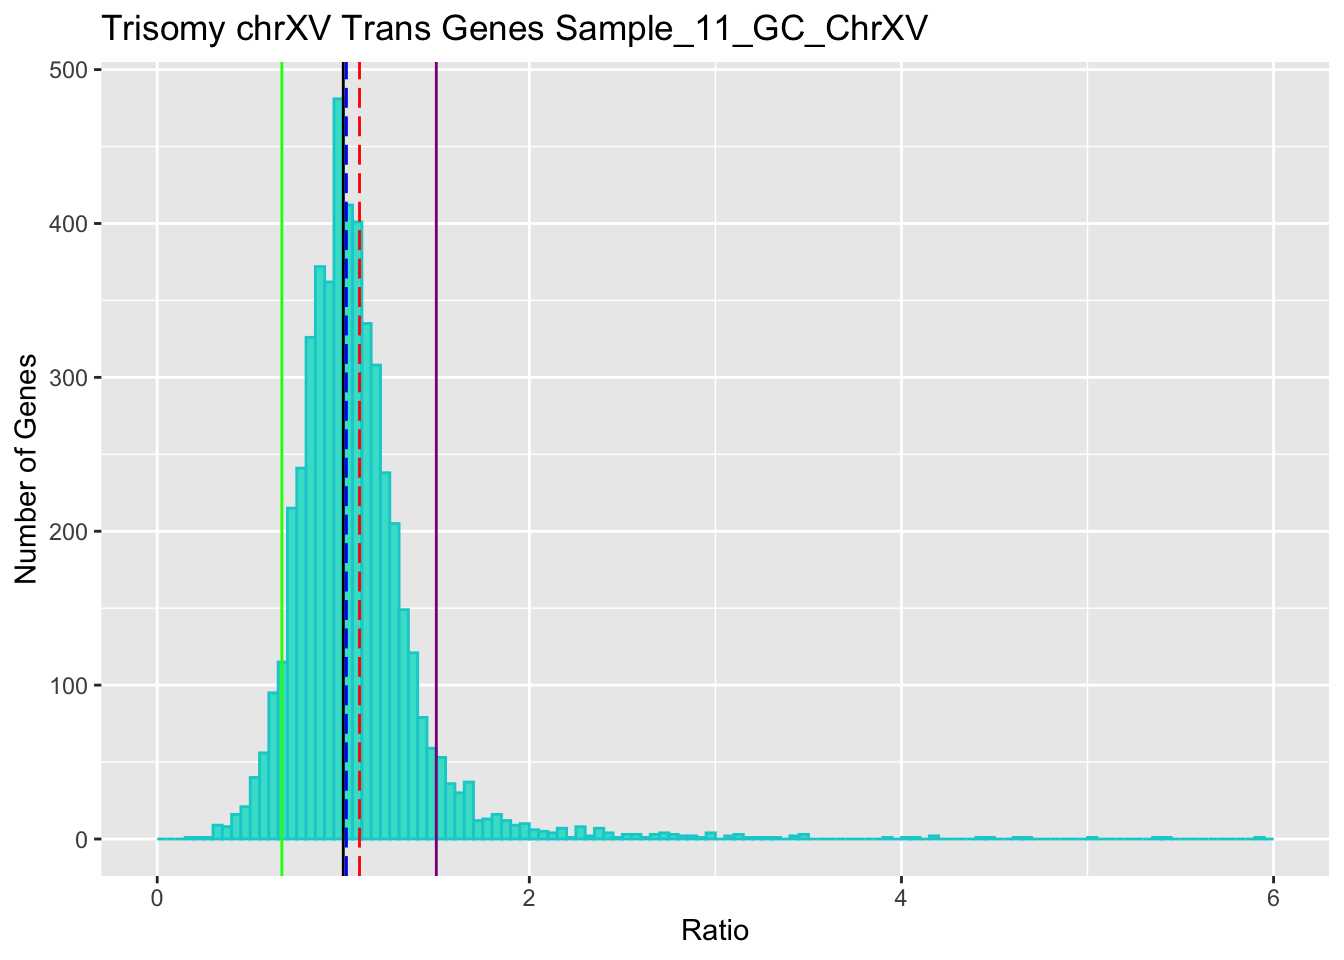 Trisomy chrXV Trans Genes Sample_11_GC_ChrXV
500
400
300
200
100
0
Number of Genes
0 2 4 6
Ratio